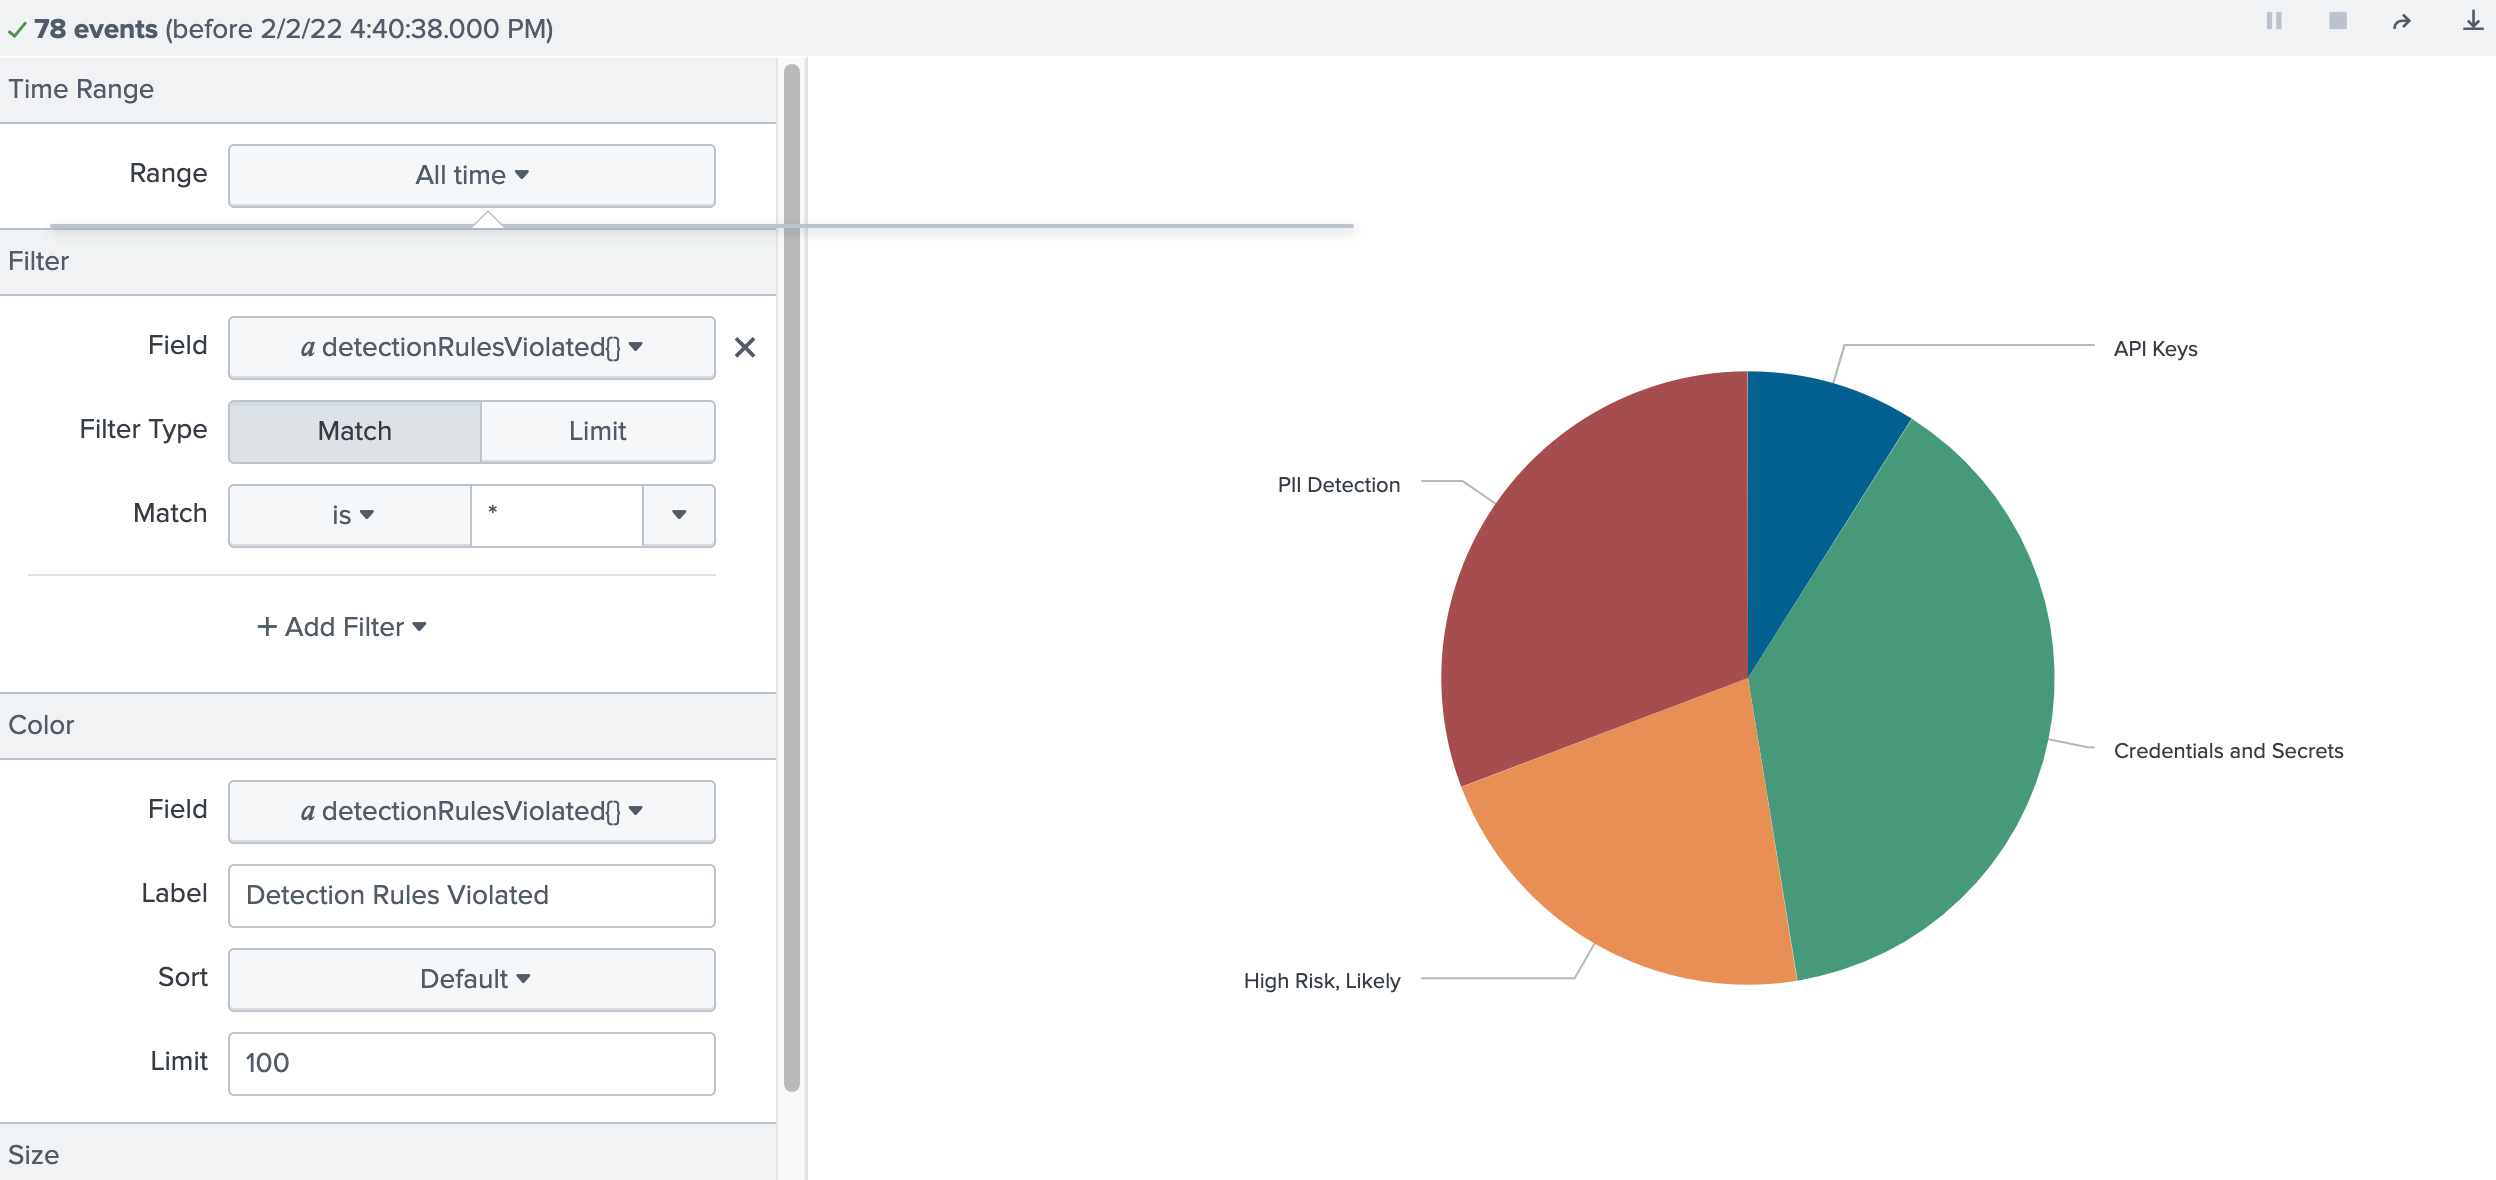 78 events (before 2/2/22 4:40:38.000 PM)
Time Range
Range All time
Filter
Field a detectionRulesViolated{}
Filter Type Match Limit
Match is *
+ Add Filter
Color
Field a detectionRulesViolated{}
Label Detection Rules Violated
Sort Default
Limit 100
Size
API Keys
PII Detection
Credentials and Secrets
High Risk, Likely